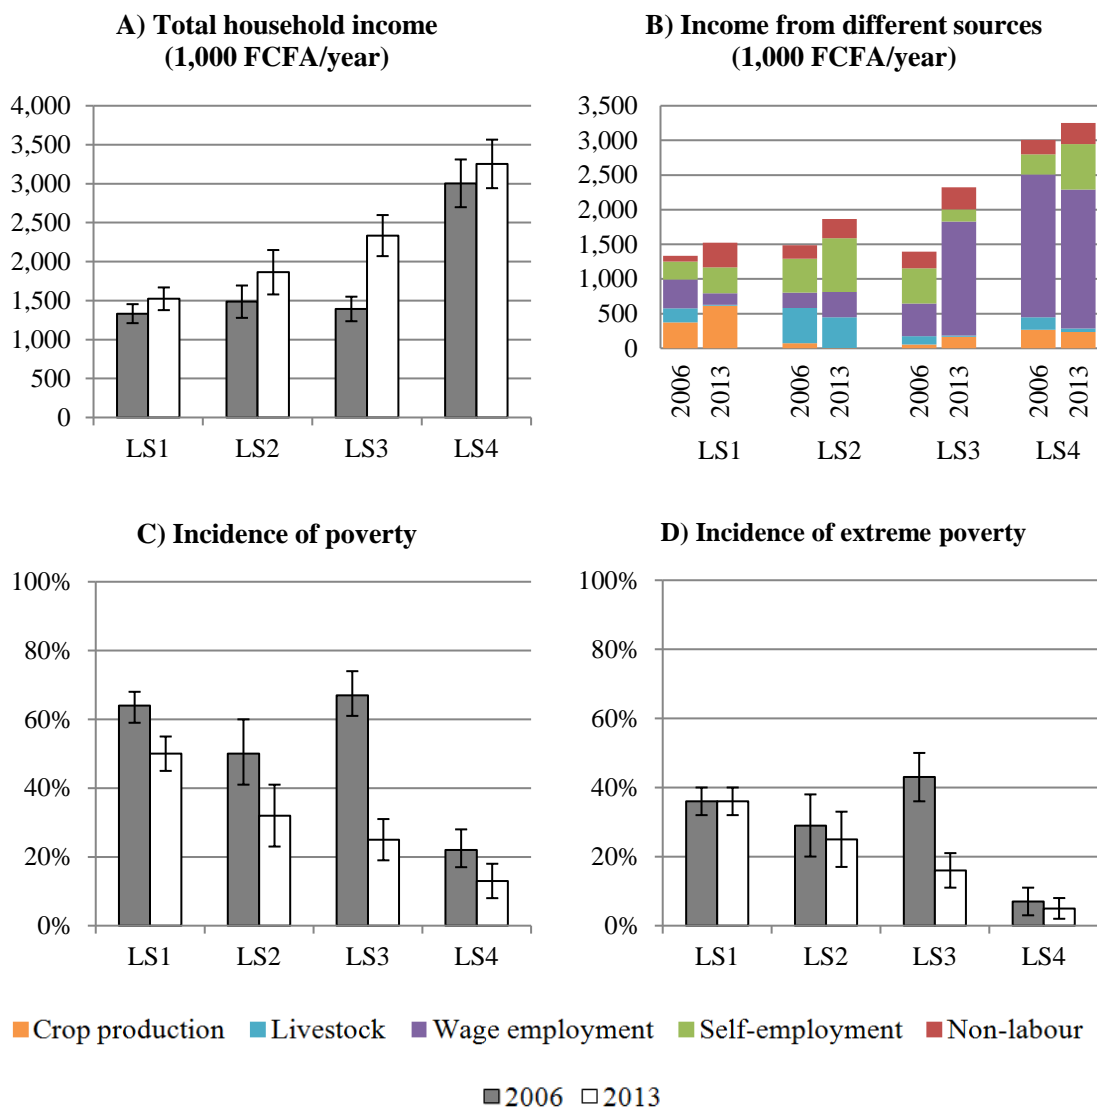 A) Total household income
(1,000 FCFA/year)
4,000
3,500
3,000
2,500
2,000
1,500
1,000
500
0
LS1 LS2 LS3 LS4
B) Income from different sources
(1,000 FCFA/year)
3,500
3,000
2,500
2,000
1,500
1,000
500
0
2006 2013 2006 2013 2006 2013 2006 2013
LS1 LS2 LS3 LS4
C) Incidence of poverty
100%
80%
60%
40%
20%
0%
LS1 LS2 LS3 LS4
D) Incidence of extreme poverty
100%
80%
60%
40%
20%
0%
LS1 LS2 LS3 LS4
Crop production Livestock Wage employment Self-employment Non-labour
2006 2013